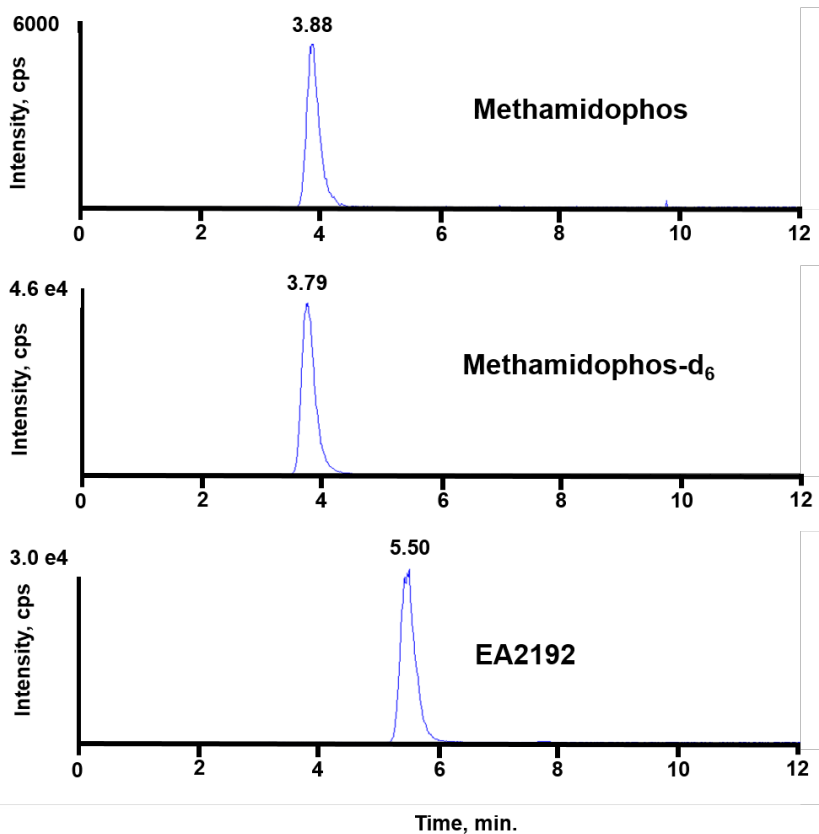 6000
3.88
Intensity, cps
Methamidophos
0 2 4 6 8 10 12
4.6 e4
3.79
Intensity, cps
Methamidophos-d₆
0 2 4 6 8 10 12
3.0 e4
5.50
Intensity, cps
EA2192
0 2 4 6 8 10 12
Time, min.